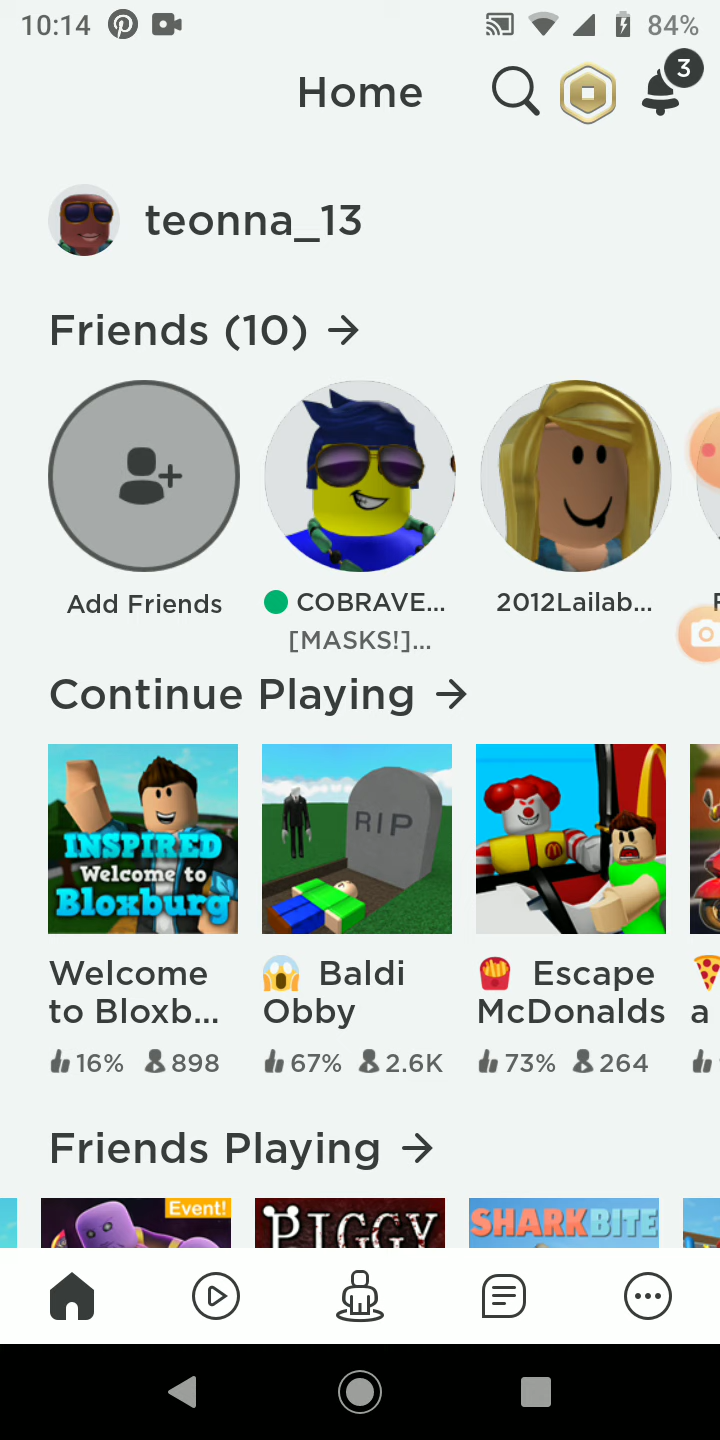 10:14
84%
Home
3
teonna_13
Friends (10)
Add Friends
COBRAVE...
2012Lailab...
[MASKS!]...
Continue Playing
INSPIRED
Welcome to
Bloxburg
RIP
Welcome
to Bloxb...
Baldi
Obby
Escape
McDonalds
a
16%
898
67%
2.6K
73%
264
Friends Playing
Event!
PIGGY
SHARKBITE